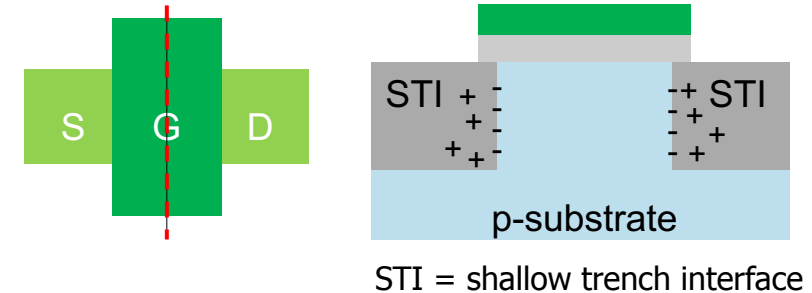 S G D
STI STI
+ - -+
+ - - +
- - +
+ + - - +
p-substrate
STI = shallow trench interface